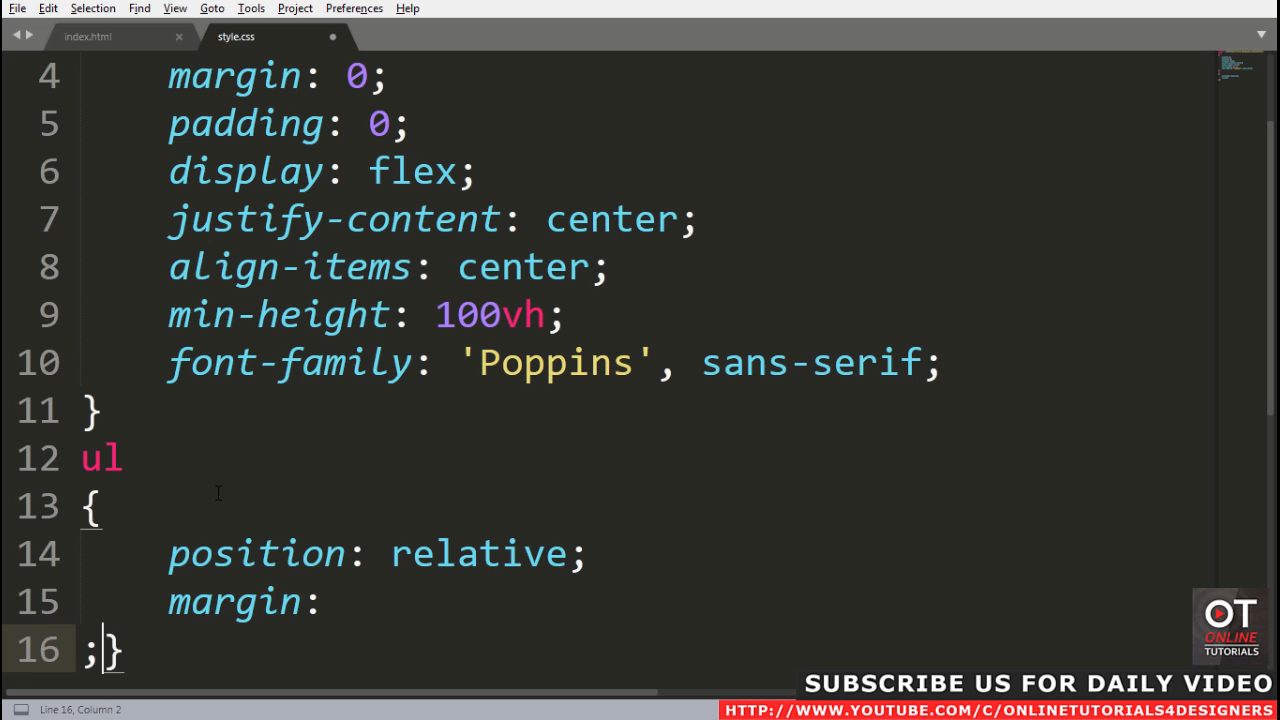 File Edit Selection Find View Goto Tools Project Preferences Help
index.html × style.css
4 margin: 0;
5 padding: 0;
6 display: flex;
7 justify-content: center;
8 align-items: center;
9 min-height: 100vh;
10 font-family: 'Poppins', sans-serif;
11 }
12 ul
13 {
14 position: relative;
15 margin:
16 ;}
OT
ONLINE
TUTORIALS
SUBSCRIBE US FOR DAILY VIDEO
Line 16, Column 2
HTTP://WWW.YOUTUBE.COM/C/ONLINETUTORIALS4DESIGNERS